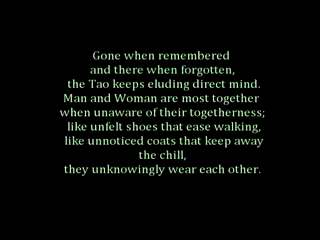 Gone when remembered
and there when forgotten,
the Tao keeps eluding direct mind.
Man and Woman are most together
when unaware of their togetherness;
like unfelt shoes that ease walking,
like unnoticed coats that keep away
the chill,
they unknowingly wear each other.